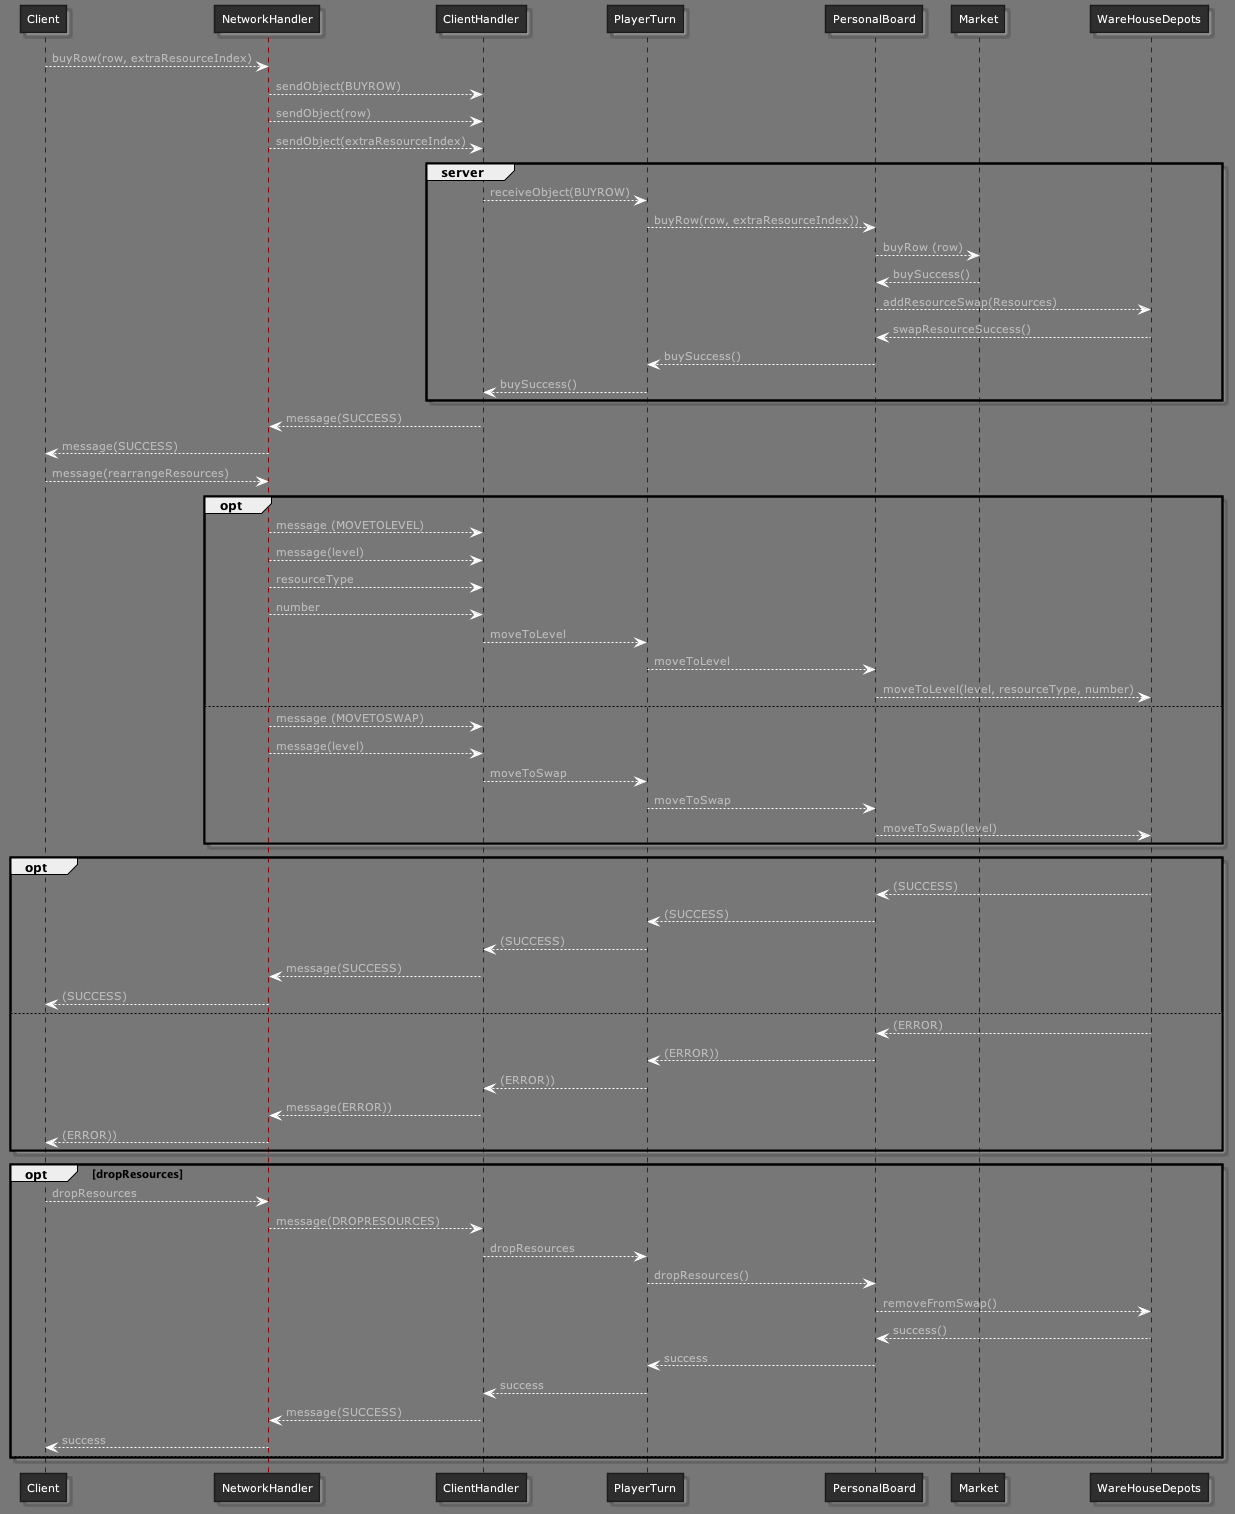 Client NetworkHandler ClientHandler PlayerTurn PersonalBoard Market WareHouseDepots
buyRow(row, extraResourceIndex)
sendObject(BUYROW)
sendObject(row)
sendObject(extraResourceIndex)
server
receiveObject(BUYROW)
buyRow(row, extraResourceIndex))
buyRow (row)
buySuccess()
addResourceSwap(Resources)
swapResourceSuccess()
buySuccess()
buySuccess()
message(SUCCESS)
message(SUCCESS)
message(rearrangeResources)
opt
message (MOVETOLEVEL)
message(level)
resourceType
number
moveToLevel
moveToLevel
moveToLevel(level, resourceType, number)
message (MOVETOSWAP)
message(level)
moveToSwap
moveToSwap
moveToSwap(level)
opt
(SUCCESS)
(SUCCESS)
(SUCCESS)
message(SUCCESS)
(SUCCESS)
(ERROR)
(ERROR))
(ERROR))
message(ERROR))
(ERROR))
opt [dropResources]
dropResources
message(DROPRESOURCES)
dropResources
dropResources()
removeFromSwap()
success()
success
success
message(SUCCESS)
success
Client NetworkHandler ClientHandler PlayerTurn PersonalBoard Market WareHouseDepots